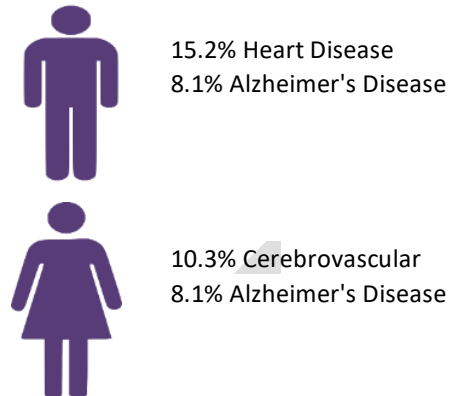 15.2% Heart Disease
8.1% Alzheimer's Disease
10.3% Cerebrovascular
8.1% Alzheimer's Disease